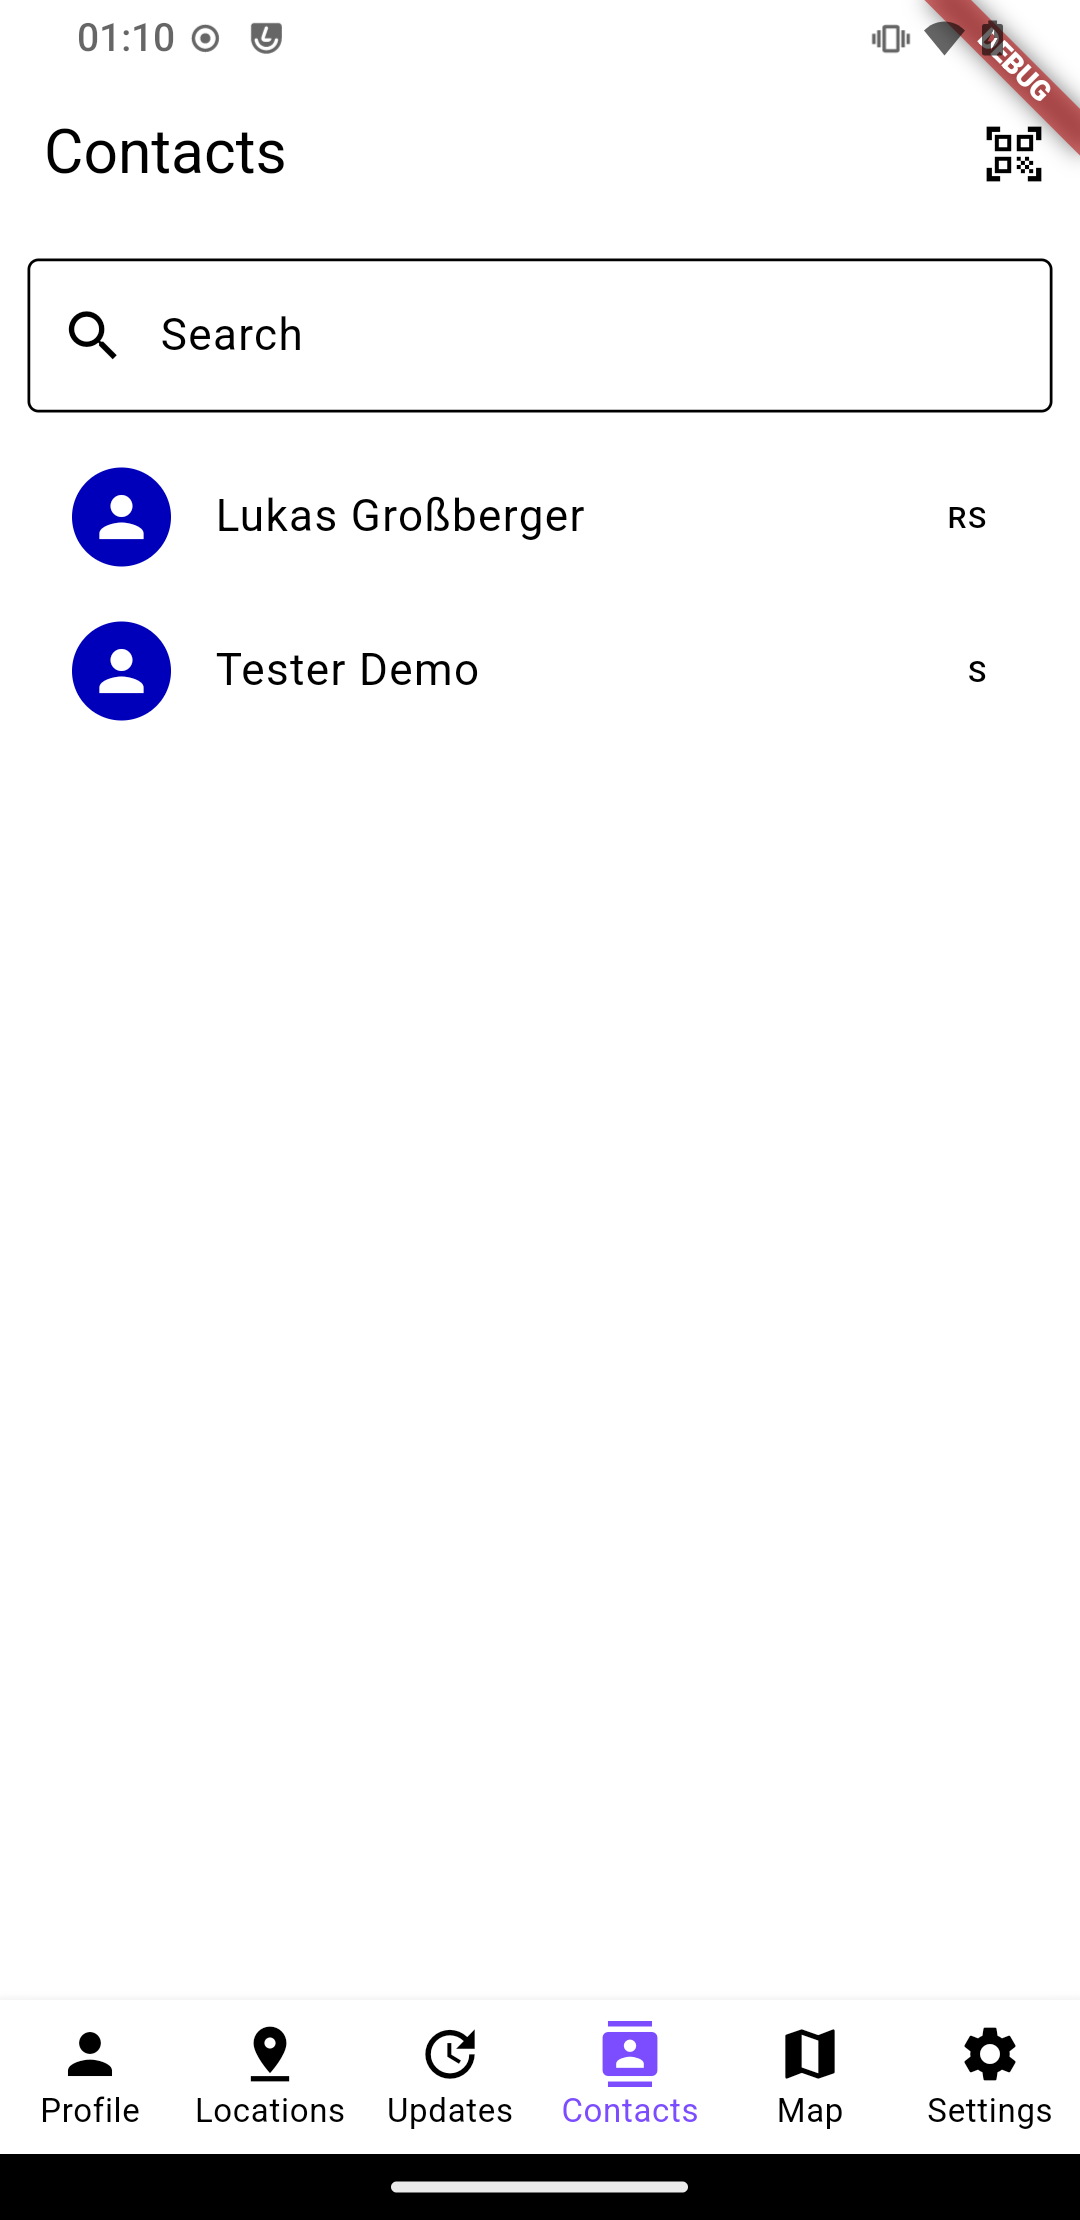 01:10
DEBUG
Contacts
Search
Lukas Großberger RS
Tester Demo S
Profile Locations Updates Contacts Map Settings